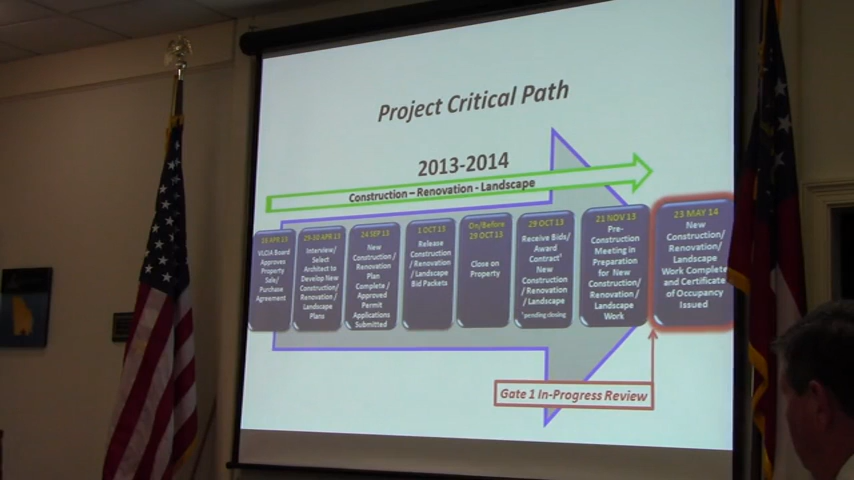 Project Critical Path
2013-2014
Construction – Renovation - Landscape
16 APR 13
VLCIA Board
Approves
Property
Sale/
Purchase
Agreement
29-30 APR 13
Interview/
Select
Architect to
Develop New
Construction/
Renovation /
Landscape
Plans
24 SEP 13
New
Construction /
Renovation
Plan
Complete /
Approved
Permit
Applications
Submitted
1 OCT 13
Release
Construction
/ Renovation
/ Landscape
Bid Packets
On/Before
29 OCT 13
Close on
Property
29 OCT 13
Receive Bids/
Award
Contract¹
New
Construction
/ Renovation
/ Landscape
¹pending closing
21 NOV 13
Pre-
Construction
Meeting in
Preparation
for New
Construction/
Renovation /
Landscape
Work
23 MAY 14
New
Construction/
Renovation/
Landscape
Work Complete
and Certificate
of Occupancy
Issued
Gate 1 In-Progress Review